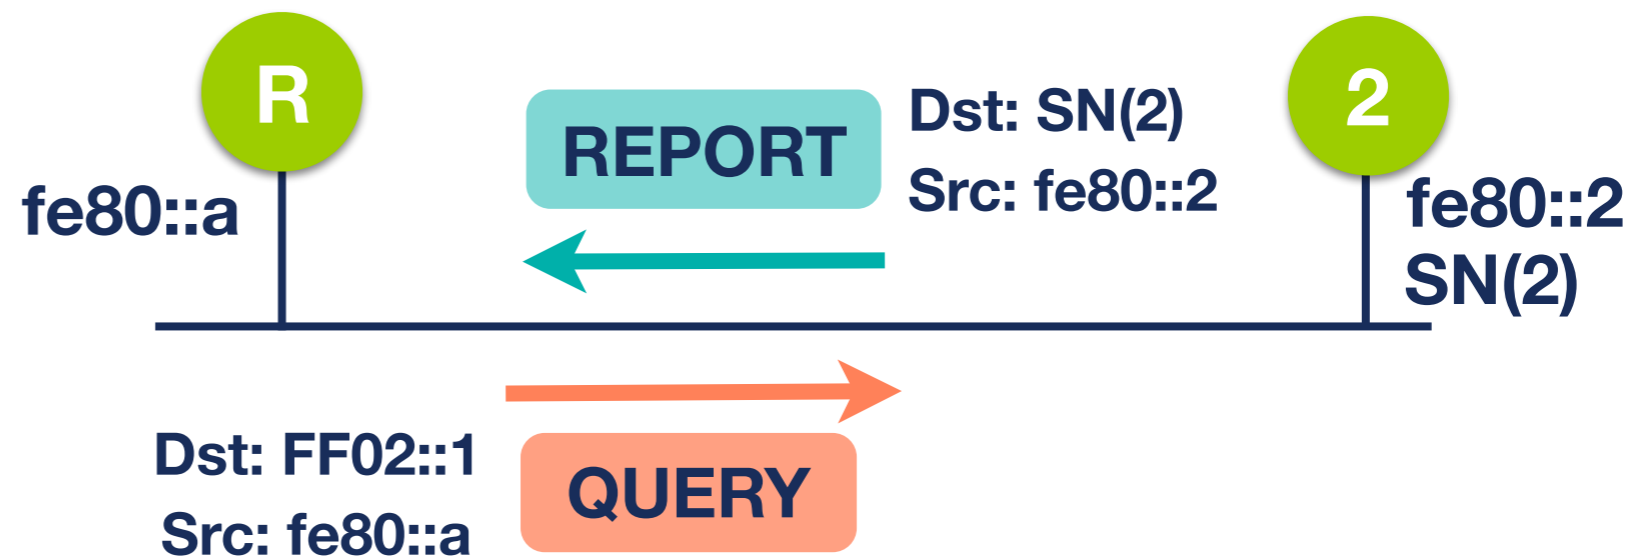 R
2
REPORT
Dst: SN(2)
Src: fe80::2
fe80::a
fe80::2
SN(2)
Dst: FF02::1
Src: fe80::a
QUERY